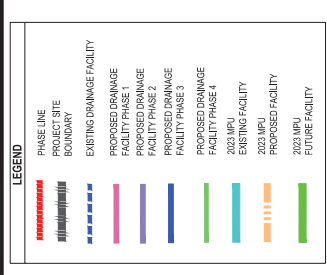 LEGEND
PHASE LINE
PROJECT SITE
BOUNDARY
EXISTING DRAINAGE FACILITY
PROPOSED DRAINAGE
FACILITY PHASE 1
PROPOSED DRAINAGE
FACILITY PHASE 2
PROPOSED DRAINAGE
FACILITY PHASE 3
PROPOSED DRAINAGE
FACILITY PHASE 4
2023 MPU
EXISTING FACILITY
2023 MPU
PROPOSED FACILITY
2023 MPU
FUTURE FACILITY